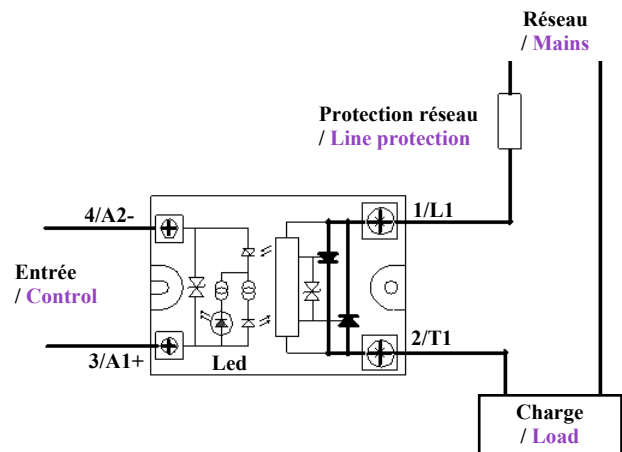 Réseau
/ Mains
Protection réseau
/ Line protection
4/A2-
1/L1
Entrée
/ Control
3/A1+
Led
2/T1
Charge
/ Load